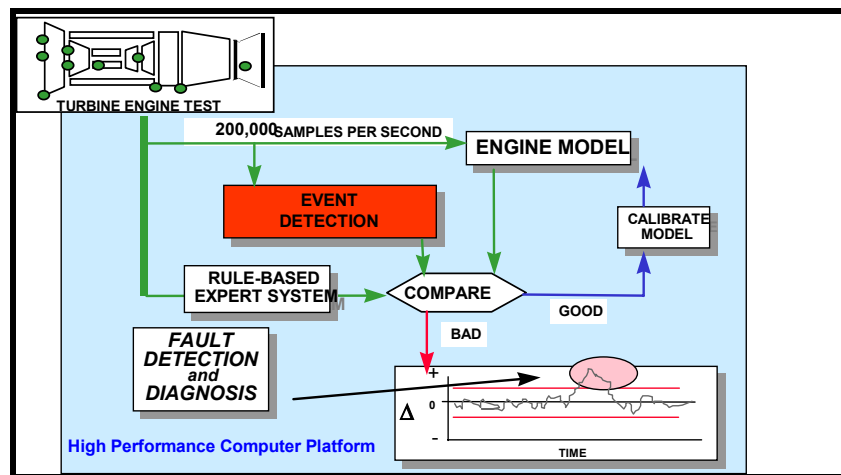 TURBINE ENGINE TEST
200,000 SAMPLES PER SECOND
ENGINE MODEL
EVENT
DETECTION
CALIBRATE
MODEL
RULE-BASED
EXPERT SYSTEM
COMPARE
GOOD
BAD
FAULT
DETECTION
and
DIAGNOSIS
+
Δ
0
−
TIME
High Performance Computer Platform